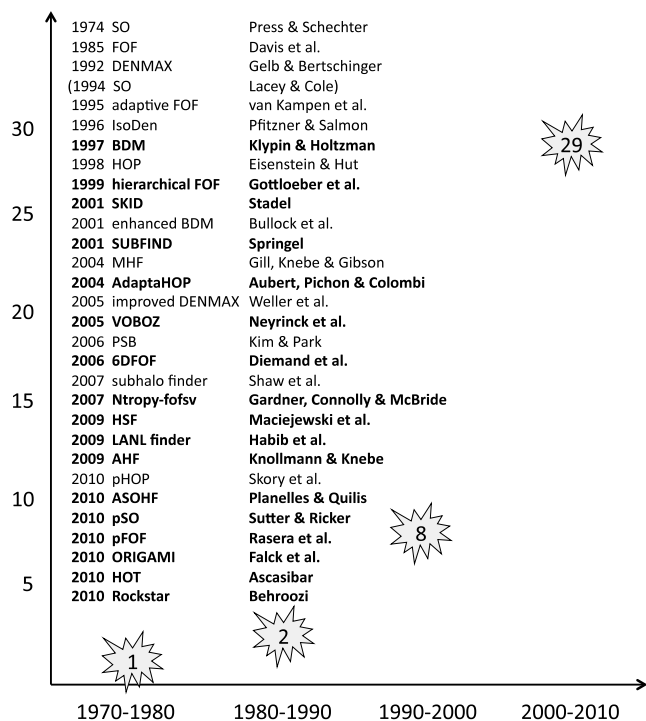 1974 SO Press & Schechter
1985 FOF Davis et al.
1992 DENMAX Gelb & Bertschinger
(1994 SO Lacey & Cole)
1995 adaptive FOF van Kampen et al.
30 1996 IsoDen Pfitzner & Salmon
1997 BDM Klypin & Holtzman 29
1998 HOP Eisenstein & Hut
1999 hierarchical FOF Gottloeber et al.
2001 SKID Stadel
25 2001 enhanced BDM Bullock et al.
2001 SUBFIND Springel
2004 MHF Gill, Knebe & Gibson
2004 AdaptaHOP Aubert, Pichon & Colombi
2005 improved DENMAX Weller et al.
20 2005 VOBOZ Neyrinck et al.
2006 PSB Kim & Park
2006 6DFOF Diemand et al.
2007 subhalo finder Shaw et al.
15 2007 Ntropy-fofsv Gardner, Connolly & McBride
2009 HSF Maciejewski et al.
2009 LANL finder Habib et al.
2009 AHF Knollmann & Knebe
2010 pHOP Skory et al.
10 2010 ASOHF Planelles & Quilis
2010 pSO Sutter & Ricker
2010 pFOF Rasera et al. 8
2010 ORIGAMI Falck et al.
5 2010 HOT Ascasibar
2010 Rockstar Behroozi
2
1
1970-1980 1980-1990 1990-2000 2000-2010